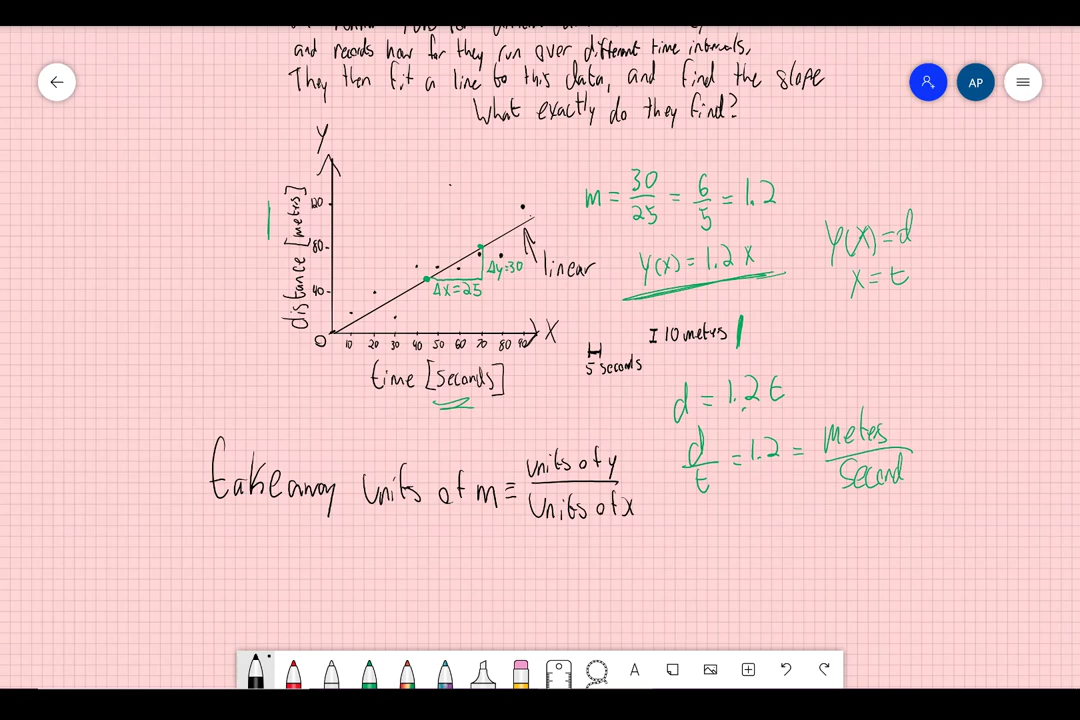 and records how far they run over different time intervals.
They then fit a line to this data, and find the slope
What exactly do they find?
AP
Y
distance [metres]
120
80
40
0
10 20 30 40 50 60 70 80 90
X
time [seconds]
Δx=25
Δy=30
linear
m = 30/25 = 6/5 = 1.2
Y(x) = 1.2 x
Y(x) = d
x = t
I 10 metres
5 seconds
d = 1.2 t
d/t = 1.2 = metres/second
takeaway units of m ≡ units of y/units of x
A